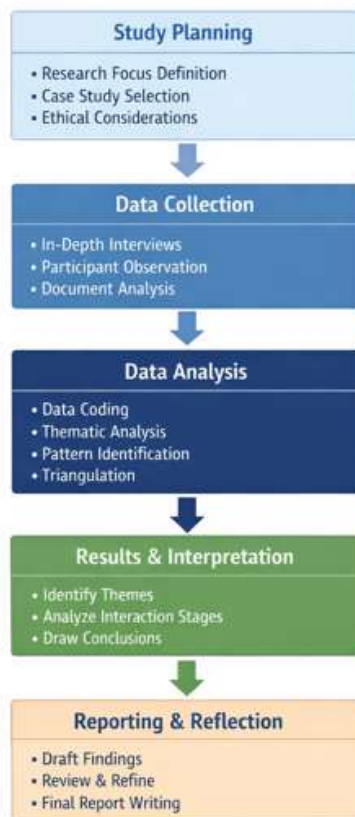 Study Planning
• Research Focus Definition
• Case Study Selection
• Ethical Considerations
Data Collection
• In-Depth Interviews
• Participant Observation
• Document Analysis
Data Analysis
• Data Coding
• Thematic Analysis
• Pattern Identification
• Triangulation
Results & Interpretation
• Identify Themes
• Analyze Interaction Stages
• Draw Conclusions
Reporting & Reflection
• Draft Findings
• Review & Refine
• Final Report Writing